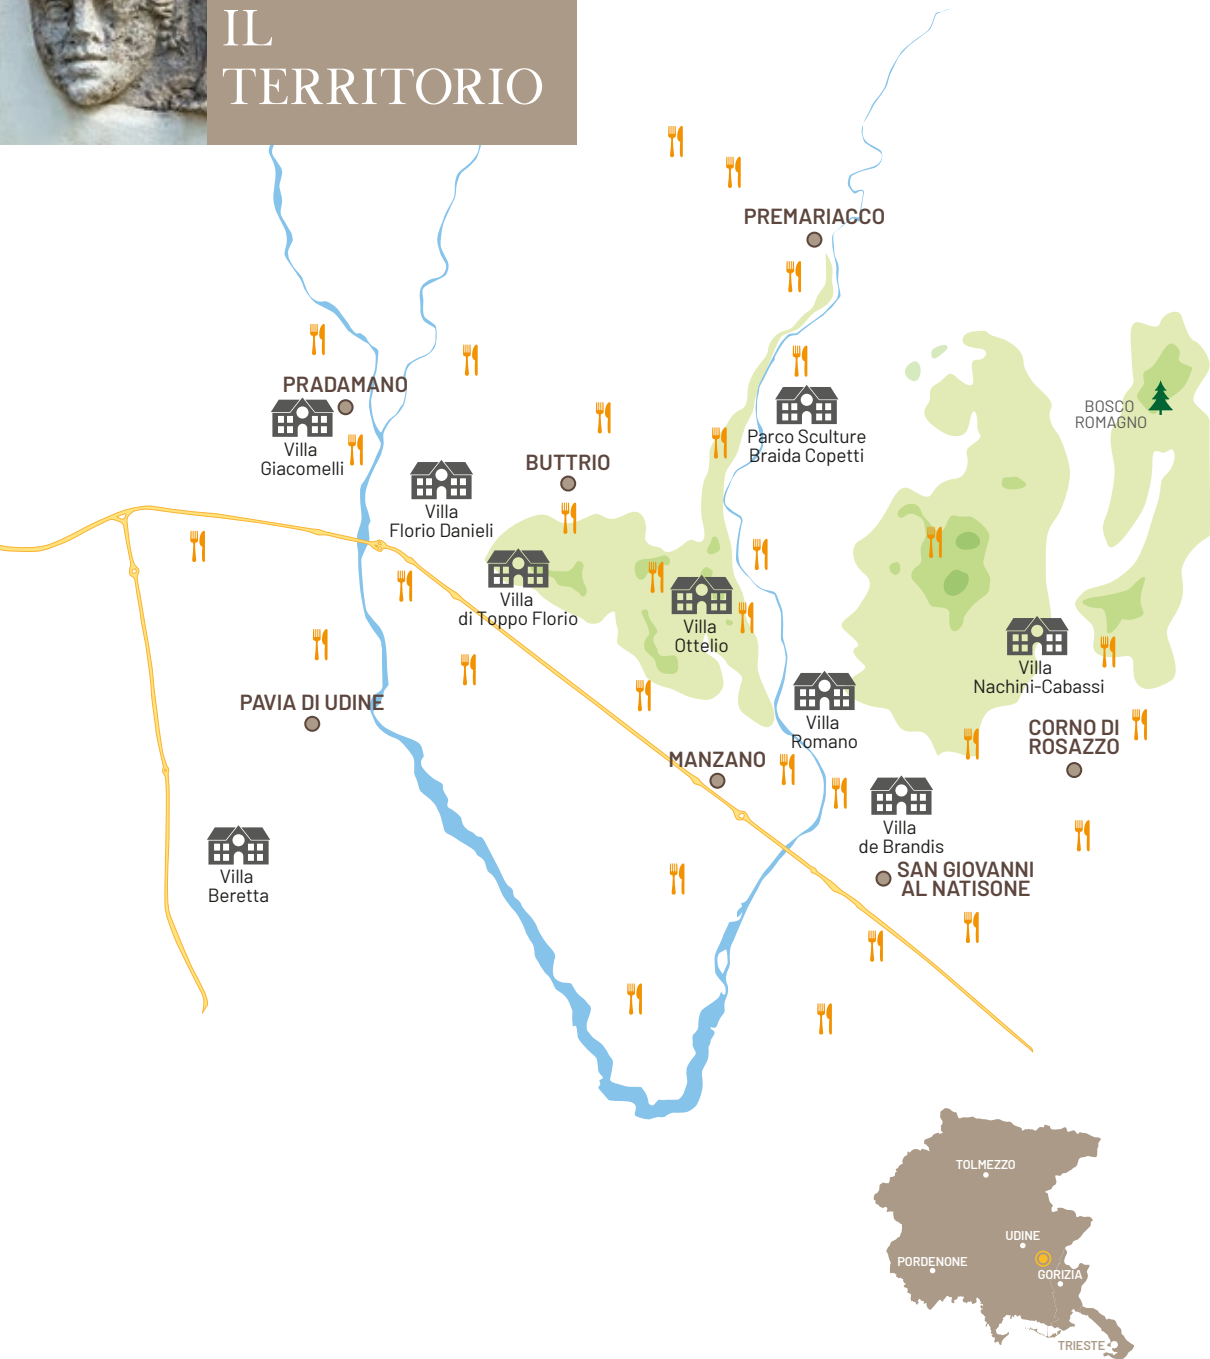 IL
TERRITORIO
PREMARIACCO
PRADAMANO
Villa
Giacomelli
BOSCO
ROMAGNO
Parco Sculture
Braida Copetti
BUTTRIO
Villa
Florio Danieli
Villa
di Toppo Florio
Villa
Ottelio
Villa
Nachini-Cabassi
PAVIA DI UDINE
Villa
Romano
CORNO DI
ROSAZZO
MANZANO
Villa
de Brandis
SAN GIOVANNI
AL NATISONE
Villa
Beretta
TOLMEZZO
UDINE
PORDENONE
GORIZIA
TRIESTE